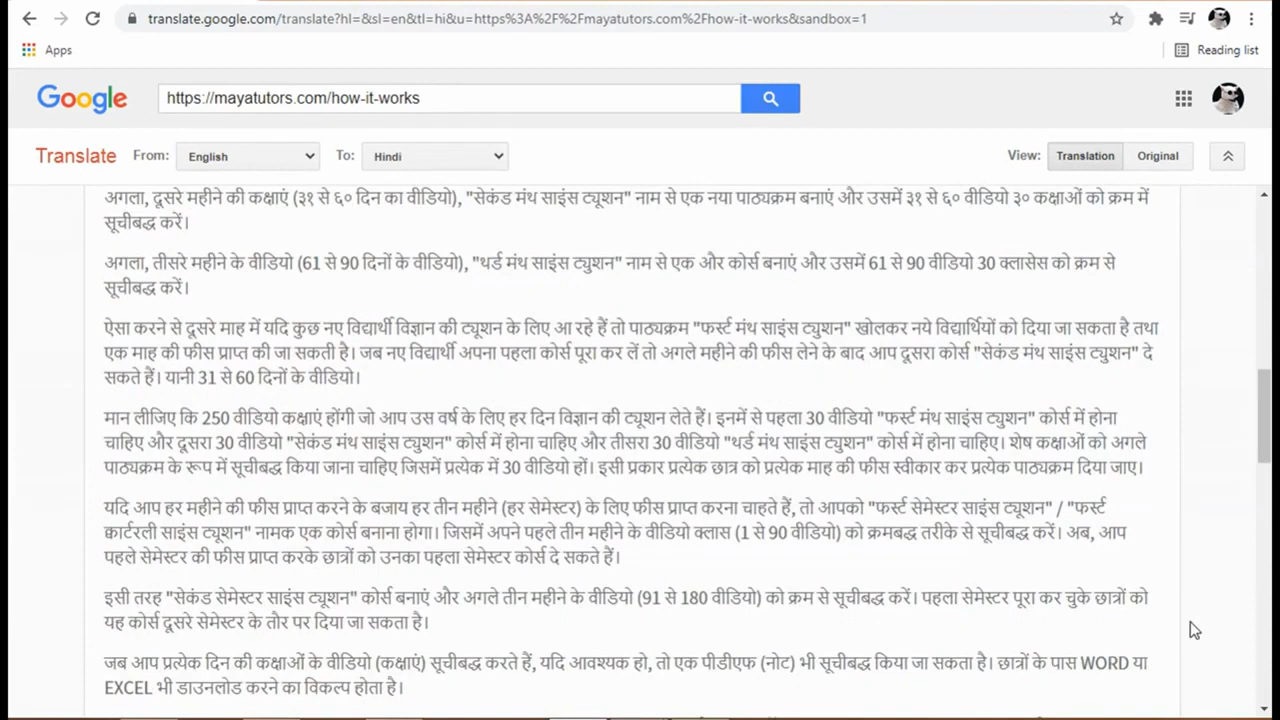 translate.google.com/translate?hl=&sl=en&tl=hi&u=https%3A%2F%2Fmayatutors.com%2Fhow-it-works&sandbox=1
Apps
Reading list
Google
https://mayatutors.com/how-it-works
Translate From: English To: Hindi View: Translation Original
अगला, दूसरे महीने की कक्षाएं (३१ से ६० दिन का वीडियो), "सेकंड मंथ साइंस ट्यूशन" नाम से एक नया पाठ्यक्रम बनाएं और उसमें ३१ से ६० वीडियो ३० कक्षाओं को क्रम में
सूचीबद्ध करें।
अगला, तीसरे महीने के वीडियो (61 से 90 दिनों के वीडियो), "थर्ड मंथ साइंस ट्युशन" नाम से एक और कोर्स बनाएं और उसमें 61 से 90 वीडियो 30 क्लासेस को क्रम से
सूचीबद्ध करें।
ऐसा करने से दूसरे माह में यदि कुछ नए विद्यार्थी विज्ञान की ट्यूशन के लिए आ रहे हैं तो पाठ्यक्रम "फर्स्ट मंथ साइंस ट्युशन" खोलकर नये विद्यार्थियों को दिया जा सकता है तथा
एक माह की फीस प्राप्त की जा सकती है। जब नए विद्यार्थी अपना पहला कोर्स पूरा कर लें तो अगले महीने की फीस लेने के बाद आप दूसरा कोर्स "सेकंड मंथ साइंस ट्युशन" दे
सकते हैं। यानी 31 से 60 दिनों के वीडियो।
मान लीजिए कि 250 वीडियो कक्षाएं होंगी जो आप उस वर्ष के लिए हर दिन विज्ञान की ट्यूशन लेते हैं। इनमें से पहला 30 वीडियो "फर्स्ट मंथ साइंस ट्युशन" कोर्स में होना
चाहिए और दूसरा 30 वीडियो "सेकंड मंथ साइंस ट्युशन" कोर्स में होना चाहिए और तीसरा 30 वीडियो "थर्ड मंथ साइंस ट्युशन" कोर्स में होना चाहिए। शेष कक्षाओं को अगले
पाठ्यक्रम के रूप में सूचीबद्ध किया जाना चाहिए जिसमें प्रत्येक में 30 वीडियो हों। इसी प्रकार प्रत्येक छात्र को प्रत्येक माह की फीस स्वीकार कर प्रत्येक पाठ्यक्रम दिया जाए।
यदि आप हर महीने की फीस प्राप्त करने के बजाय हर तीन महीने (हर सेमेस्टर) के लिए फीस प्राप्त करना चाहते हैं, तो आपको "फर्स्ट सेमेस्टर साइंस ट्यूशन" / "फर्स्ट
क्वार्टरली साइंस ट्यूशन" नामक एक कोर्स बनाना होगा। जिसमें अपने पहले तीन महीने के वीडियो क्लास (1 से 90 वीडियो) को क्रमबद्ध तरीके से सूचीबद्ध करें। अब, आप
पहले सेमेस्टर की फीस प्राप्त करके छात्रों को उनका पहला सेमेस्टर कोर्स दे सकते हैं।
इसी तरह "सेकंड सेमेस्टर साइंस ट्यूशन" कोर्स बनाएं और अगले तीन महीने के वीडियो (91 से 180 वीडियो) को क्रम से सूचीबद्ध करें। पहला सेमेस्टर पूरा कर चुके छात्रों को
यह कोर्स दूसरे सेमेस्टर के तौर पर दिया जा सकता है।
जब आप प्रत्येक दिन की कक्षाओं के वीडियो (कक्षाएं) सूचीबद्ध करते हैं, यदि आवश्यक हो, तो एक पीडीएफ (नोट) भी सूचीबद्ध किया जा सकता है। छात्रों के पास WORD या
EXCEL भी डाउनलोड करने का विकल्प होता है।